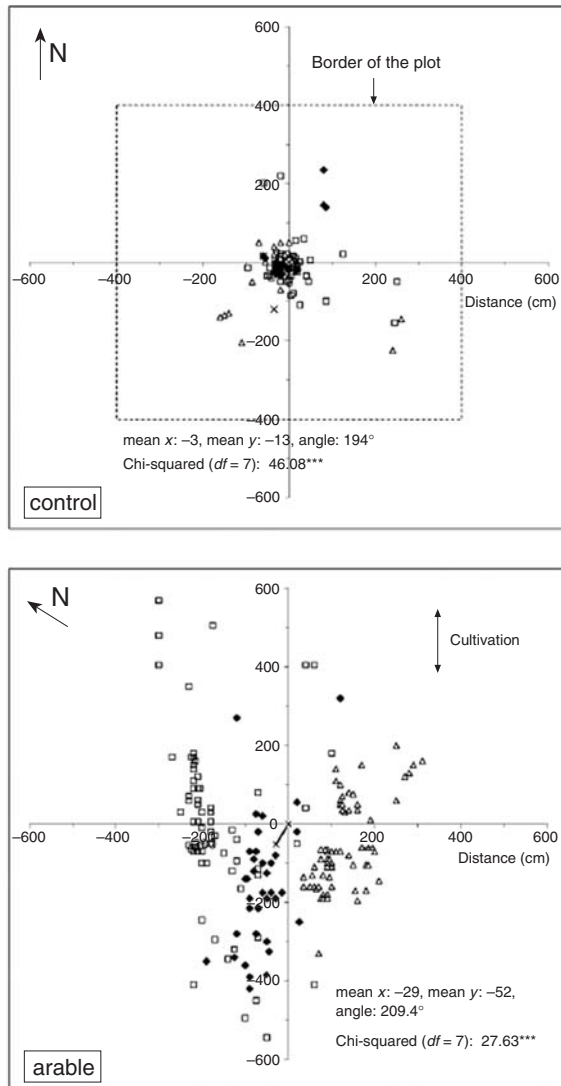 600
N
Border of the plot
400
200
0
−600
−400
−200
200
400
600
Distance (cm)
−200
−400
mean x: −3, mean y: −13, angle: 194°
Chi-squared (df = 7): 46.08***
−600
control
600
N
Cultivation
400
200
0
−600
−400
−200
200
400
600
Distance (cm)
−200
−400
mean x: −29, mean y: −52,
angle: 209.4°
Chi-squared (df = 7): 27.63***
−600
arable